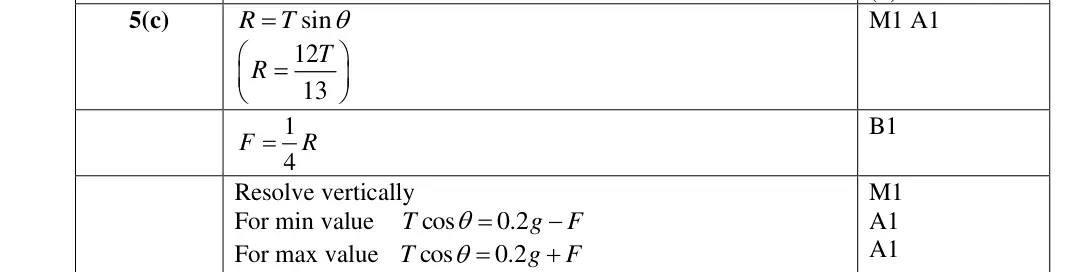 5(c) R = T sin θ M1 A1
(R = 12T/13)
F = 1/4 R B1
Resolve vertically M1
For min value T cos θ = 0.2g − F A1
For max value T cos θ = 0.2g + F A1